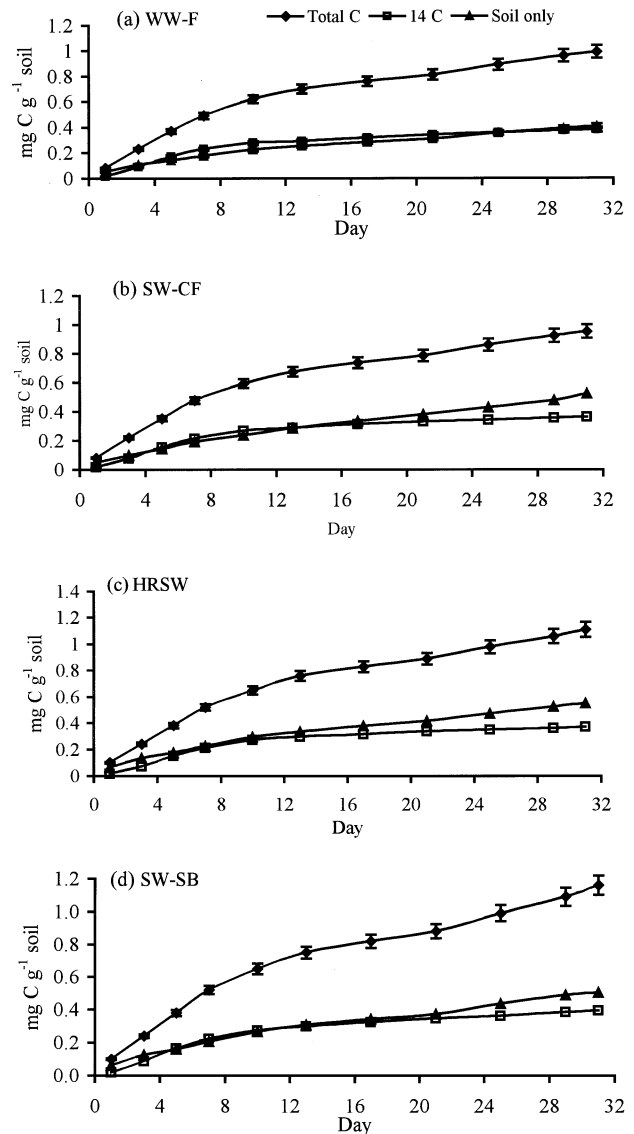 (a) WW-F
Total C 14 C Soil only
mg C g⁻¹ soil
1.2
1
0.8
0.6
0.4
0.2
0
0 4 8 12 16 20 24 28 32
Day
(b) SW-CF
mg C g⁻¹ soil
1.2
1
0.8
0.6
0.4
0.2
0
0 4 8 12 16 20 24 28 32
Day
(c) HRSW
mg C g⁻¹ soil
1.4
1.2
1
0.8
0.6
0.4
0.2
0
0 4 8 12 16 20 24 28 32
Day
(d) SW-SB
mg C g⁻¹ soil
1.2
1.0
0.8
0.6
0.4
0.2
0.0
0 4 8 12 16 20 24 28 32
Day